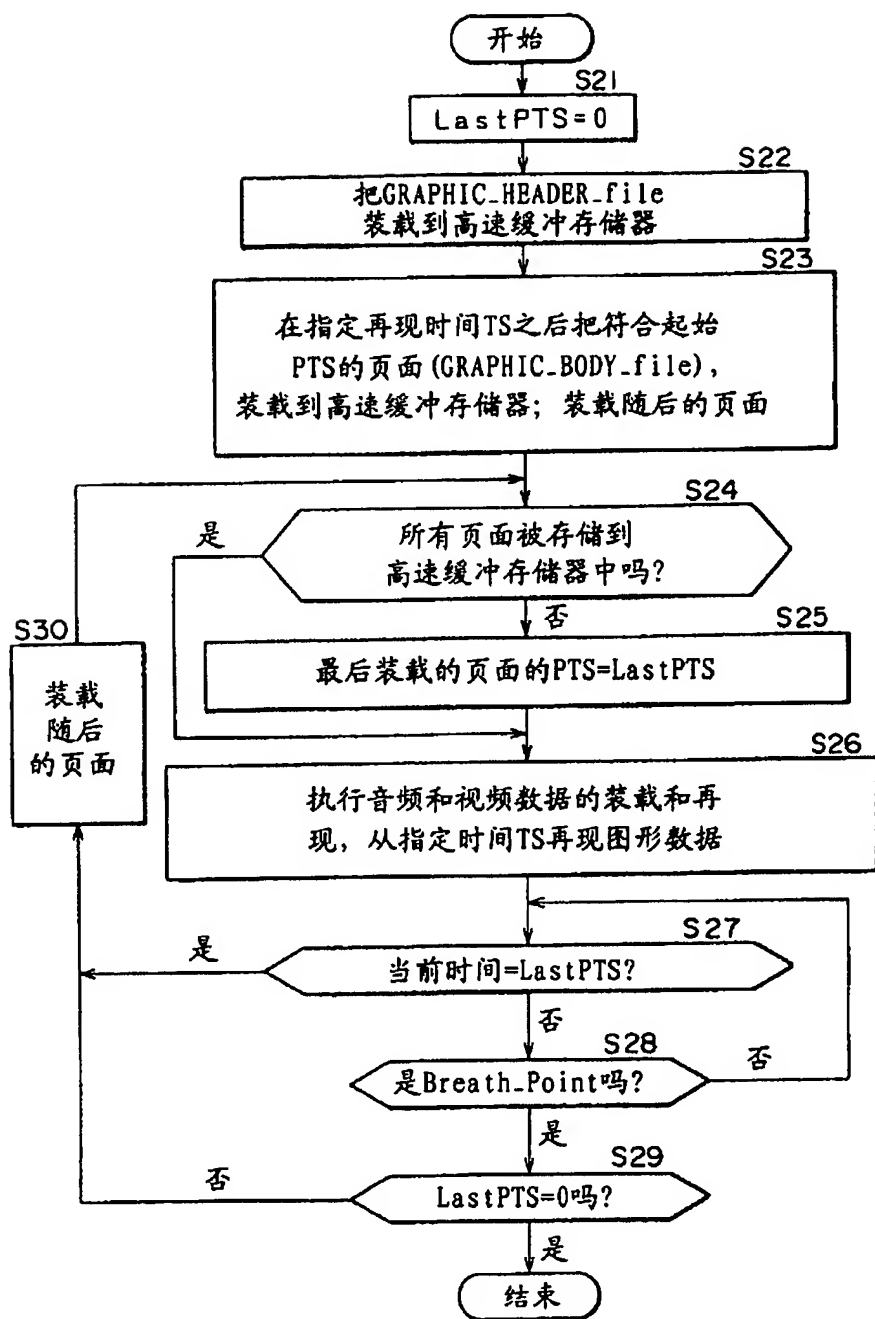 开始
S21
LastPTS=0
S22
把GRAPHIC_HEADER_file
装载到高速缓冲存储器
S23
在指定再现时间TS之后把符合起始
PTS的页面(GRAPHIC_BODY_file),
装载到高速缓冲存储器；装载随后的页面
S24
是
所有页面被存储到
高速缓冲存储器中吗?
否
S25
最后装载的页面的PTS=LastPTS
S30
装载
随后
的页面
S26
执行音频和视频数据的装载和再
现，从指定时间TS再现图形数据
S27
是
当前时间=LastPTS?
否
S28
是Breath_Point吗?
否
是
S29
否
LastPTS=0吗?
是
结束